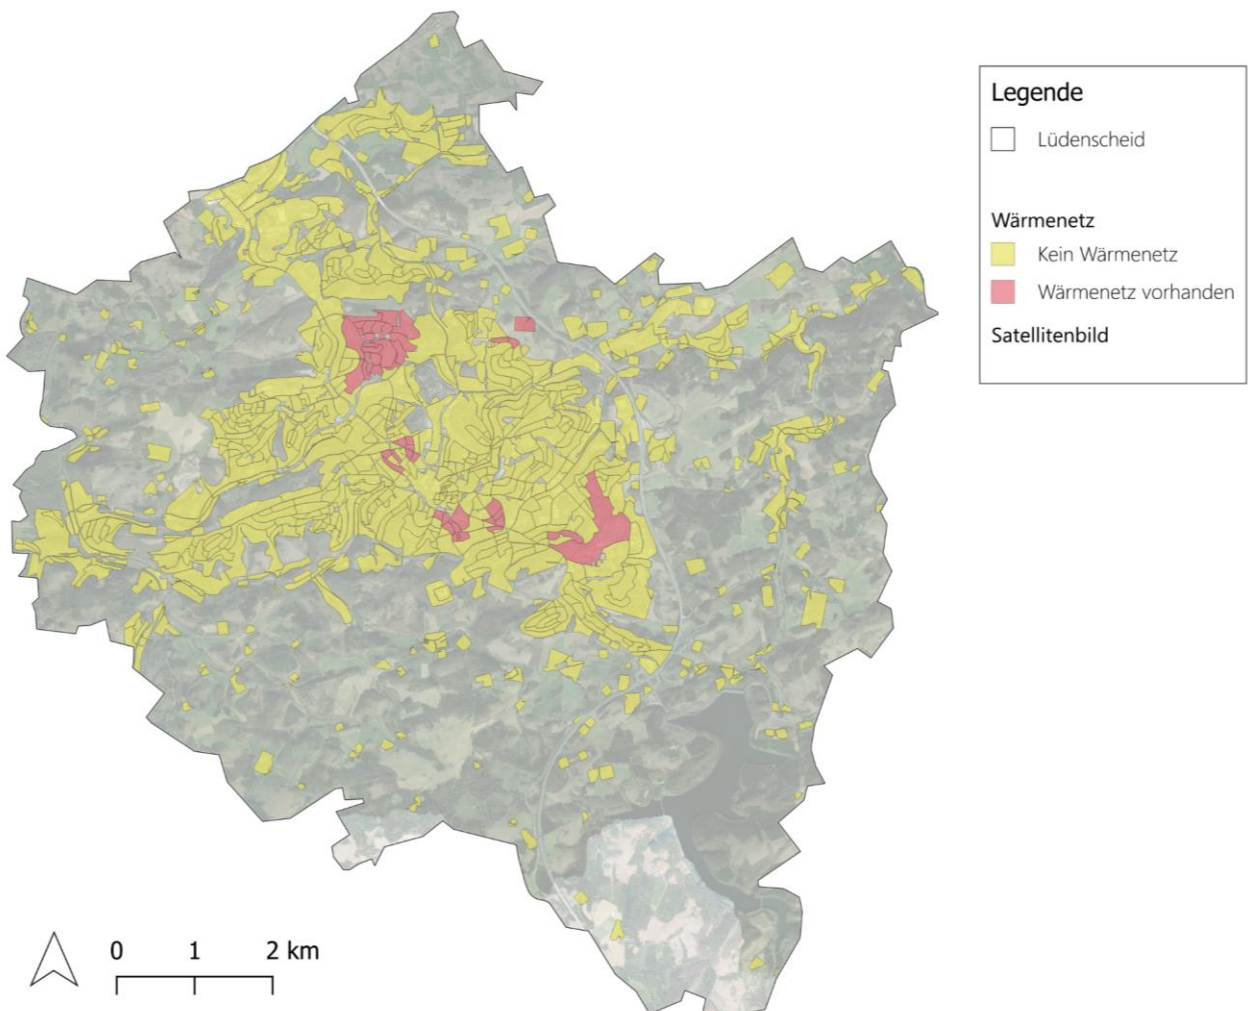 Legende
Lüdenscheid
Wärmenetz
Kein Wärmenetz
Wärmenetz vorhanden
Satellitenbild
0 1 2 km